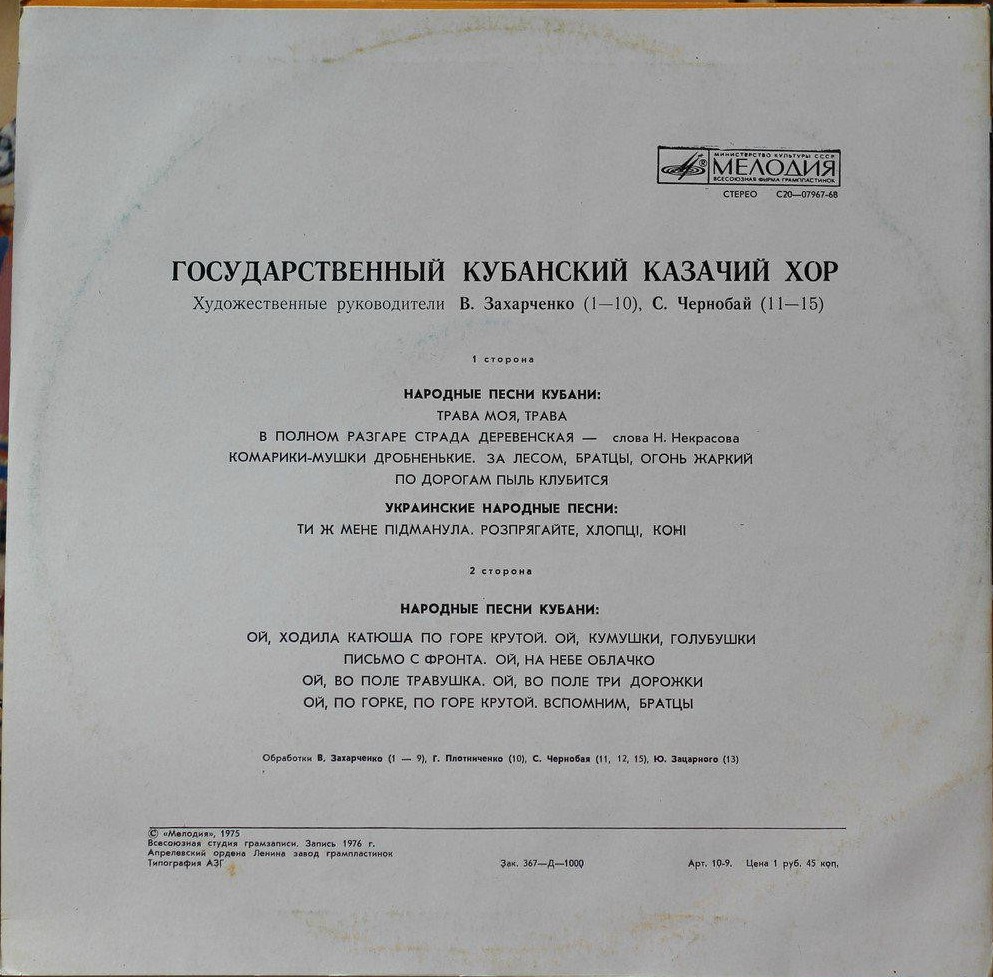 МИНИСТЕРСТВО КУЛЬТУРЫ СССР
МЕЛОДИЯ
ВСЕСОЮЗНАЯ ФИРМА ГРАМПЛАСТИНОК
СТЕРЕО С20—07967-68
ГОСУДАРСТВЕННЫЙ КУБАНСКИЙ КАЗАЧИЙ ХОР
Художественные руководители В. Захарченко (1—10), С. Чернобай (11—15)
1 сторона
НАРОДНЫЕ ПЕСНИ КУБАНИ:
ТРАВА МОЯ, ТРАВА
В ПОЛНОМ РАЗГАРЕ СТРАДА ДЕРЕВЕНСКАЯ — слова Н. Некрасова
КОМАРИКИ-МУШКИ ДРОБНЕНЬКИЕ. ЗА ЛЕСОМ, БРАТЦЫ, ОГОНЬ ЖАРКИЙ
ПО ДОРОГАМ ПЫЛЬ КЛУБИТСЯ
УКРАИНСКИЕ НАРОДНЫЕ ПЕСНИ:
ТИ Ж МЕНЕ ПІДМАНУЛА. РОЗПРЯГАЙТЕ, ХЛОПЦІ, КОНІ
2 сторона
НАРОДНЫЕ ПЕСНИ КУБАНИ:
ОЙ, ХОДИЛА КАТЮША ПО ГОРЕ КРУТОЙ. ОЙ, КУМУШКИ, ГОЛУБУШКИ
ПИСЬМО С ФРОНТА. ОЙ, НА НЕБЕ ОБЛАЧКО
ОЙ, ВО ПОЛЕ ТРАВУШКА. ОЙ, ВО ПОЛЕ ТРИ ДОРОЖКИ
ОЙ, ПО ГОРКЕ, ПО ГОРЕ КРУТОЙ. ВСПОМНИМ, БРАТЦЫ
Обработки В. Захарченко (1 — 9), Г. Плотниченко (10), С. Чернобая (11, 12, 15), Ю. Зацарного (13)
© «Мелодия», 1975
Всесоюзная студия грамзаписи. Запись 1976 г.
Апрелевский ордена Ленина завод грампластинок
Типография АЗГ Зак. 367—Д—1000 Арт. 10-9. Цена 1 руб. 45 коп.